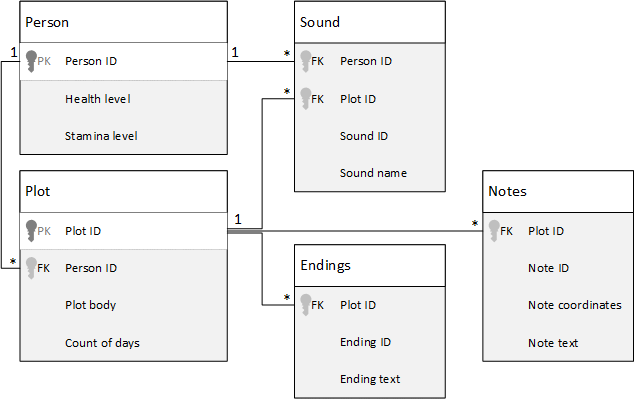 Person
1 PK Person ID 1
Health level
Stamina level
Sound
* FK Person ID
* FK Plot ID
Sound ID
Sound name
Plot
PK Plot ID 1
* FK Person ID
Plot body
Count of days
Endings
* FK Plot ID
Ending ID
Ending text
Notes
* FK Plot ID
Note ID
Note coordinates
Note text